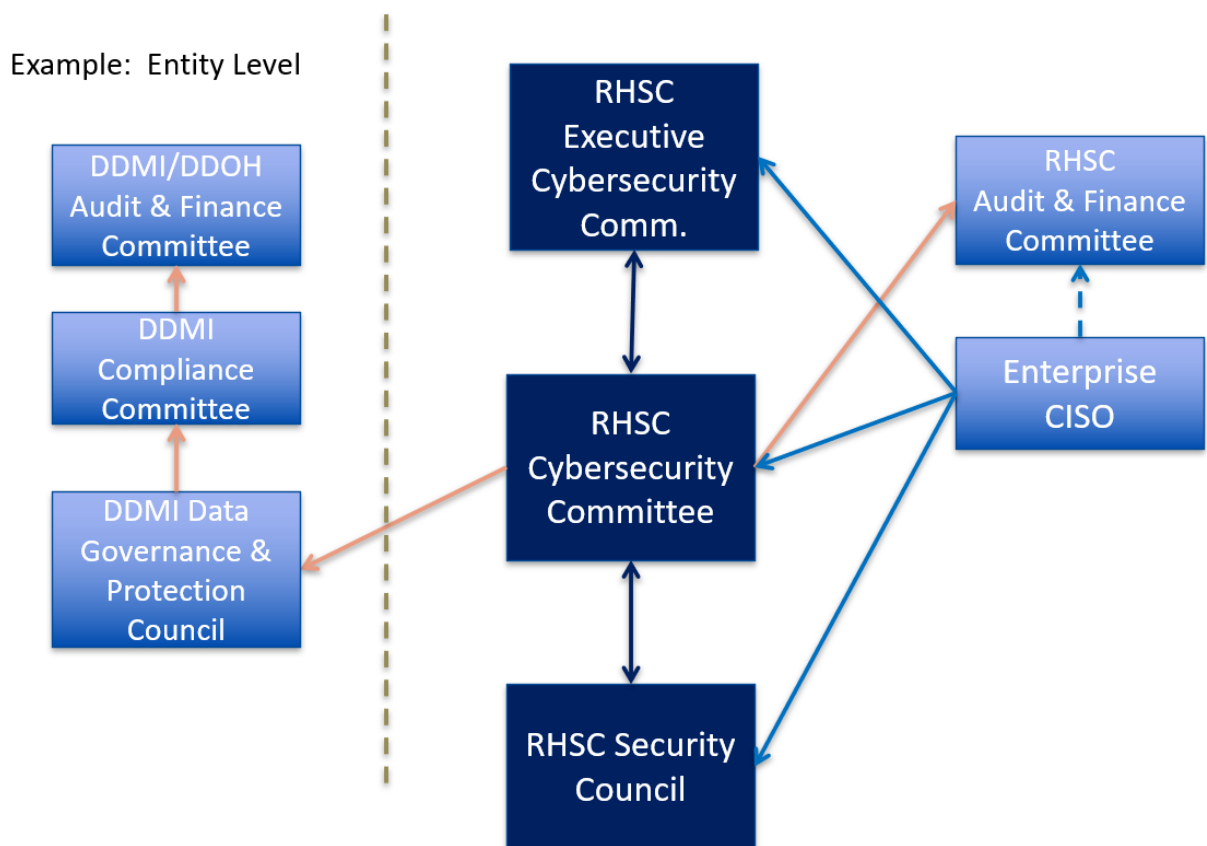 Example: Entity Level
DDMI/DDOH
Audit & Finance
Committee
DDMI
Compliance
Committee
DDMI Data
Governance &
Protection
Council
RHSC
Executive
Cybersecurity
Comm.
RHSC
Cybersecurity
Committee
RHSC Security
Council
RHSC
Audit & Finance
Committee
Enterprise
CISO